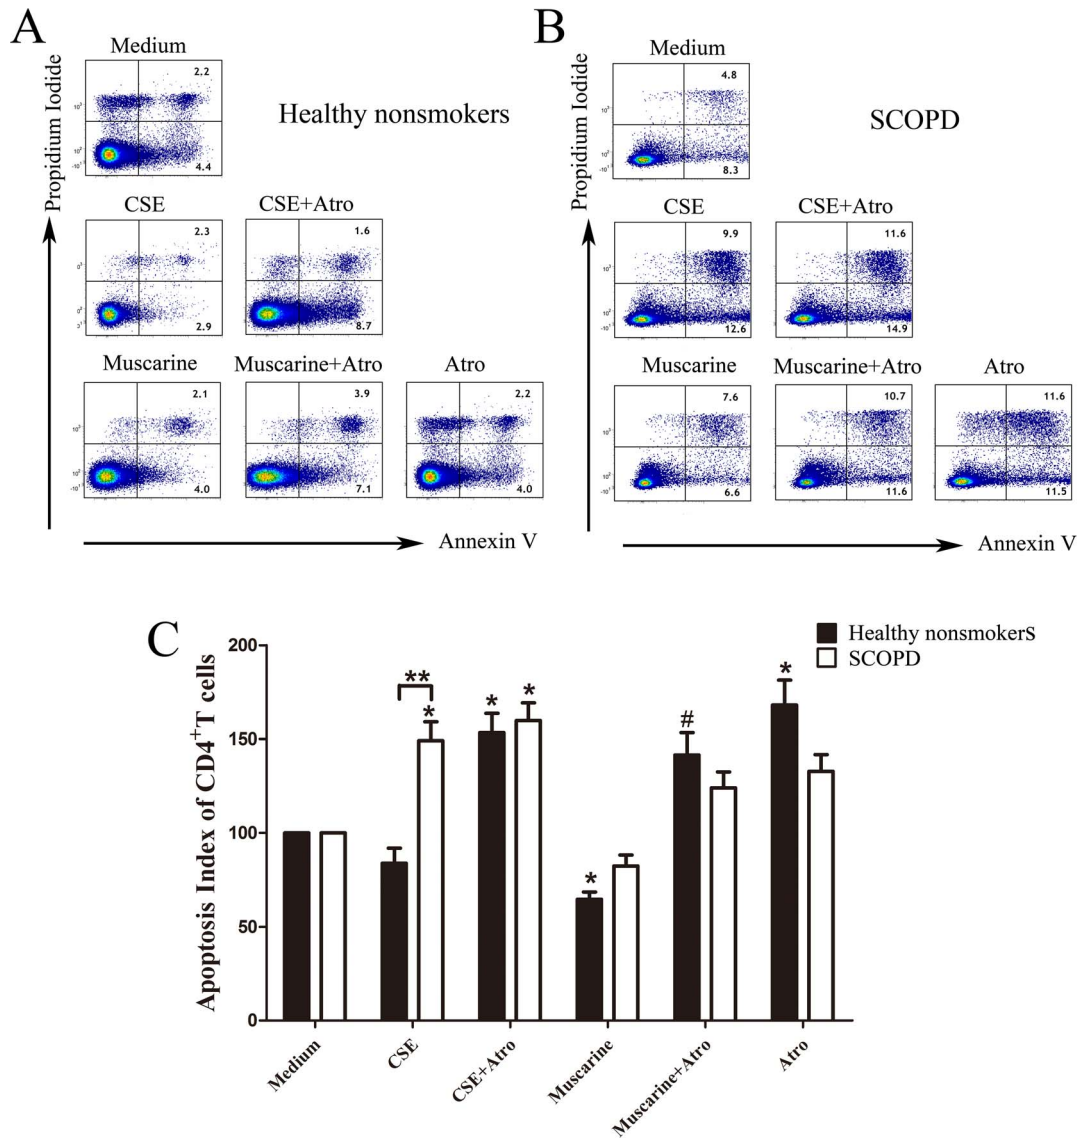 A
Medium
2.2
4.4
Propidium Iodide
Healthy nonsmokers
CSE
2.3
2.9
CSE+Atro
1.6
8.7
Muscarine
2.1
4.0
Muscarine+Atro
3.9
7.1
Atro
2.2
4.0
Annexin V
B
Medium
4.8
8.3
Propidium Iodide
SCOPD
CSE
9.9
12.6
CSE+Atro
11.6
14.9
Muscarine
7.6
6.6
Muscarine+Atro
10.7
11.6
Atro
11.6
11.5
Annexin V
C
Healthy nonsmokerS
SCOPD
Apoptosis Index of CD4+T cells
200
150
100
50
0
**
*
*
*
*
#
*
Medium
CSE
CSE+Atro
Muscarine
Muscarine+Atro
Atro